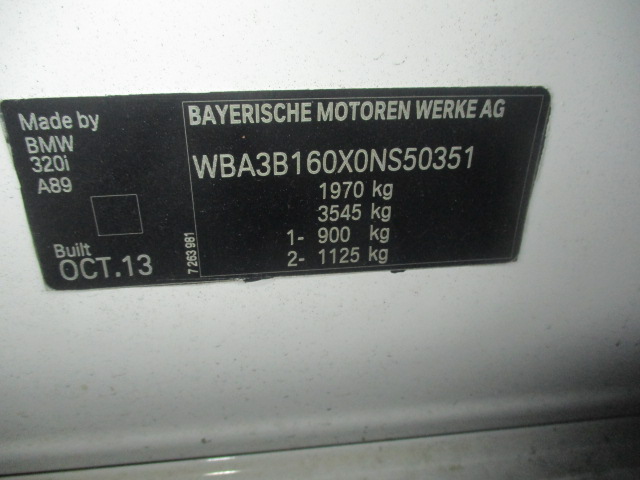 Made by
BMW
320i
A89
Built
OCT.13
7 263 981
BAYERISCHE MOTOREN WERKE AG
WBA3B160X0NS50351
1970 kg
3545 kg
1- 900 kg
2- 1125 kg